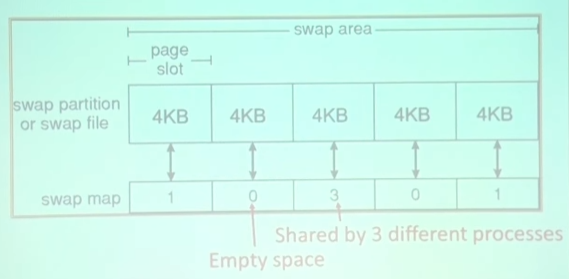 swap area
page
slot
swap partition
or swap file
4KB 4KB 4KB 4KB 4KB
swap map 1 0 3 0 1
Shared by 3 different processes
Empty space